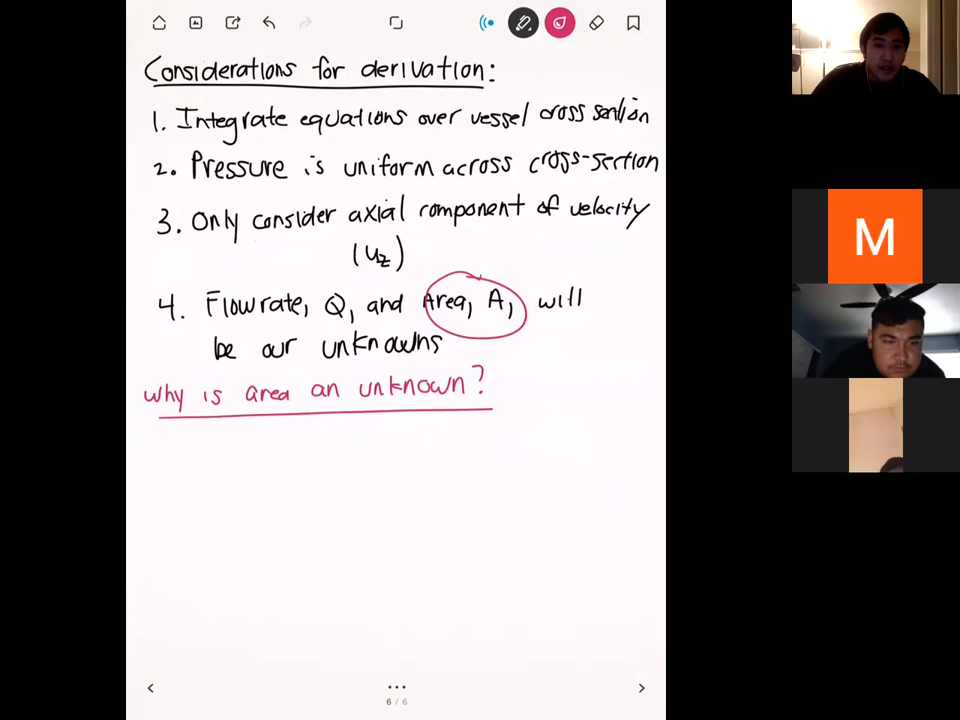 Considerations for derivation:
1. Integrate equations over vessel cross section
2. Pressure is uniform across cross-section
3. Only consider axial component of velocity
(uz)
4. Flowrate, Q, and Area, A, will
be our unknowns
why is area an unknown?
6 / 6
M